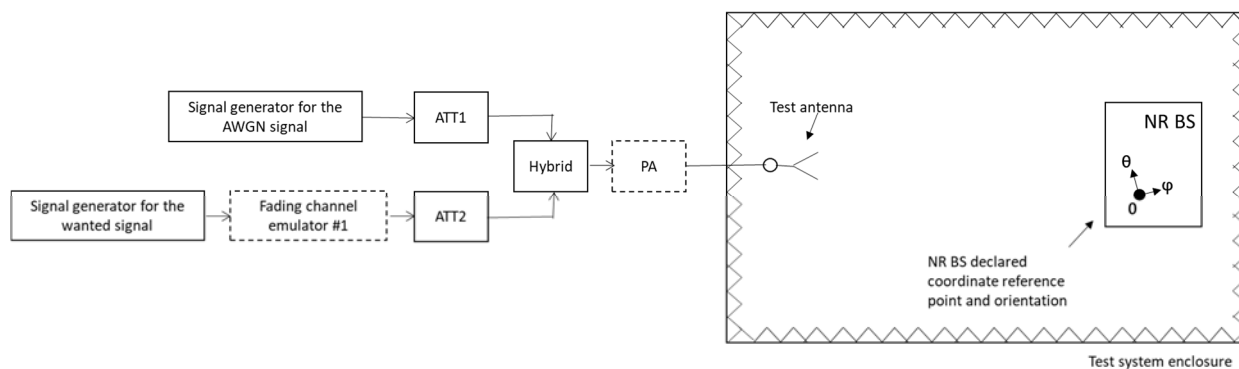 Signal generator for the
AWGN signal
ATT1
Hybrid
PA
Signal generator for the
wanted signal
Fading channel
emulator #1
ATT2
Test antenna
NR BS
θ
φ
0
NR BS declared
coordinate reference
point and orientation
Test system enclosure